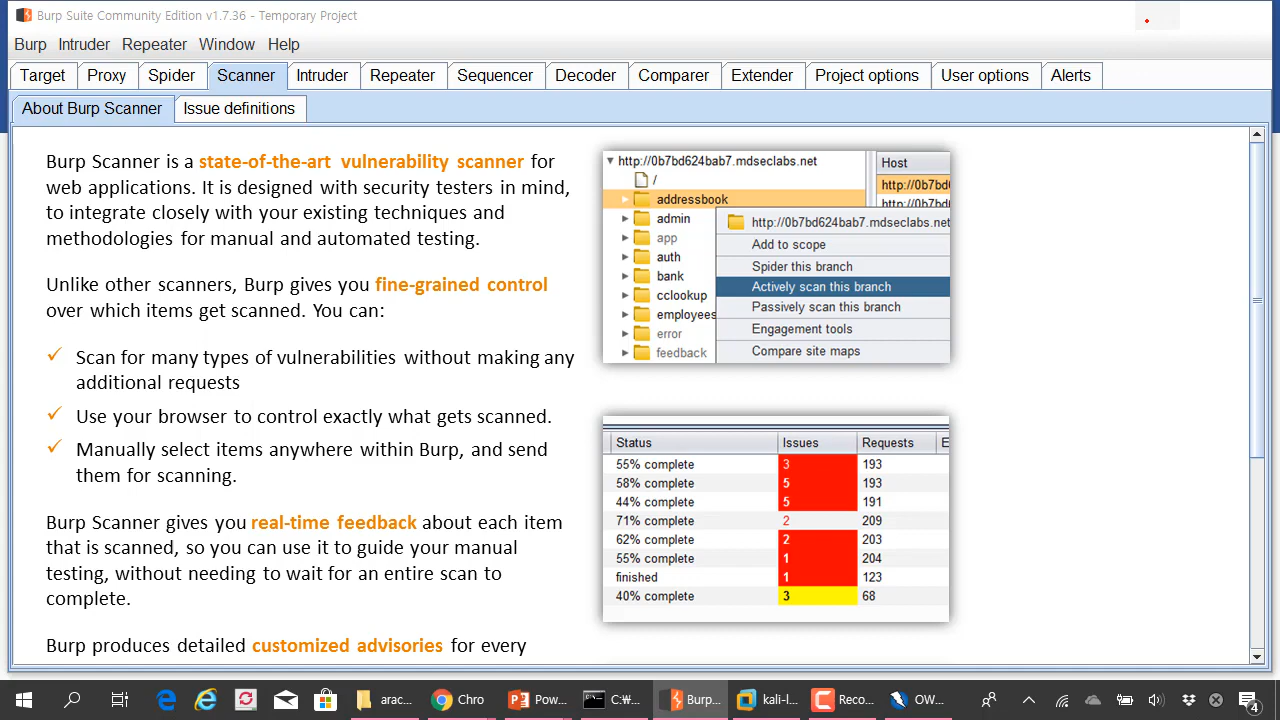 Burp Suite Community Edition v1.7.36 - Temporary Project
Burp Intruder Repeater Window Help
Target Proxy Spider Scanner Intruder Repeater Sequencer Decoder Comparer Extender Project options User options Alerts
About Burp Scanner Issue definitions
Burp Scanner is a state-of-the-art vulnerability scanner for
web applications. It is designed with security testers in mind,
to integrate closely with your existing techniques and
methodologies for manual and automated testing.
Unlike other scanners, Burp gives you fine-grained control
over which items get scanned. You can:
Scan for many types of vulnerabilities without making any
additional requests
Use your browser to control exactly what gets scanned.
Manually select items anywhere within Burp, and send
them for scanning.
Burp Scanner gives you real-time feedback about each item
that is scanned, so you can use it to guide your manual
testing, without needing to wait for an entire scan to
complete.
Burp produces detailed customized advisories for every
http://0b7bd624bab7.mdseclabs.net
/
addressbook
admin
app
auth
bank
cclookup
employees
error
feedback
Host
http://0b7bd
http://0b7bd624bab7.mdseclabs.net
Add to scope
Spider this branch
Actively scan this branch
Passively scan this branch
Engagement tools
Compare site maps
Status Issues Requests E
55% complete 3 193
58% complete 5 193
44% complete 5 191
71% complete 2 209
62% complete 2 203
55% complete 1 204
finished 1 123
40% complete 3 68
arac... Chro Pow... C:₩... Burp... kali-l... Reco... OW... 4